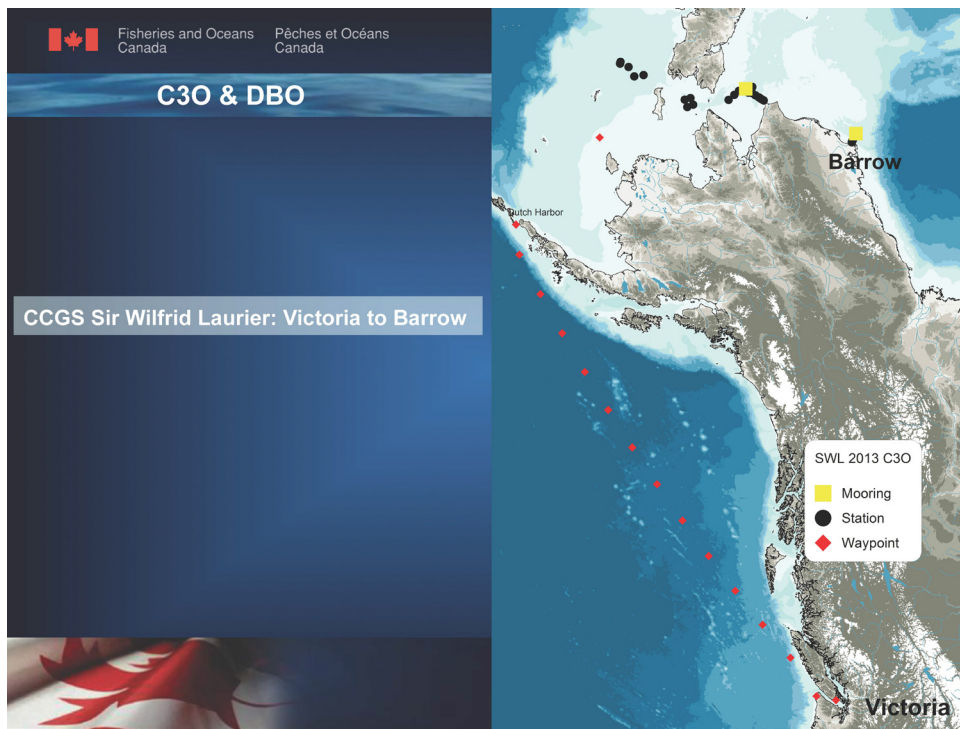 Fisheries and Oceans
Canada
Pêches et Océans
Canada
C3O & DBO
CCGS Sir Wilfrid Laurier: Victoria to Barrow
Barrow
Dutch Harbor
SWL 2013 C3O
Mooring
Station
Waypoint
Victoria